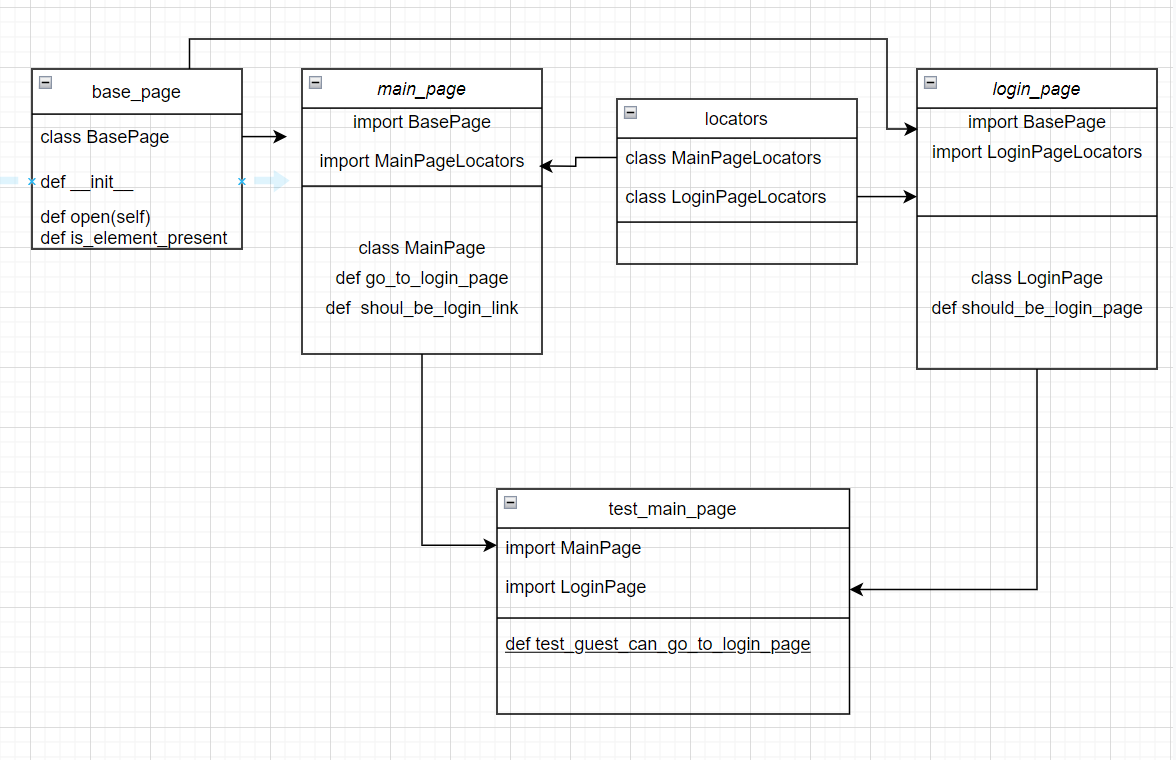 base_page
class BasePage
def __init__
def open(self)
def is_element_present
main_page
import BasePage
import MainPageLocators
class MainPage
def go_to_login_page
def  shoul_be_login_link
locators
class MainPageLocators
class LoginPageLocators
login_page
import BasePage
import LoginPageLocators
class LoginPage
def should_be_login_page
test_main_page
import MainPage
import LoginPage
def test_guest_can_go_to_login_page